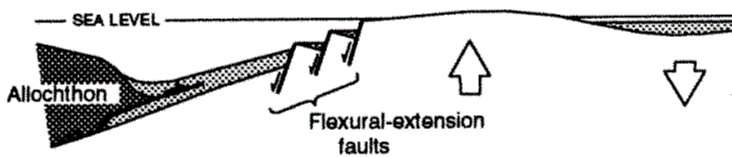 SEA LEVEL
Allochthon
Flexural-extension
faults